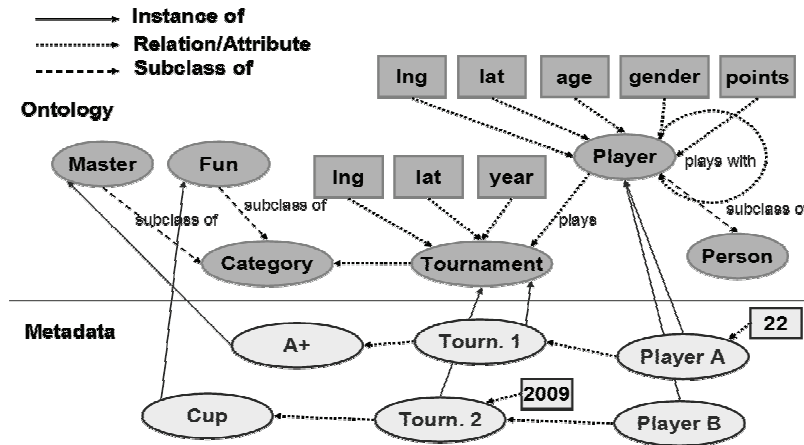 Instance of
Relation/Attribute
Subclass of
Ontology
lng lat age gender points
Master Fun
lng lat year
Player
plays with
subclass of
subclass of
plays
subclass of
Category
Tournament
Person
Metadata
A+
Tourn. 1
Player A
22
Cup
Tourn. 2
2009
Player B